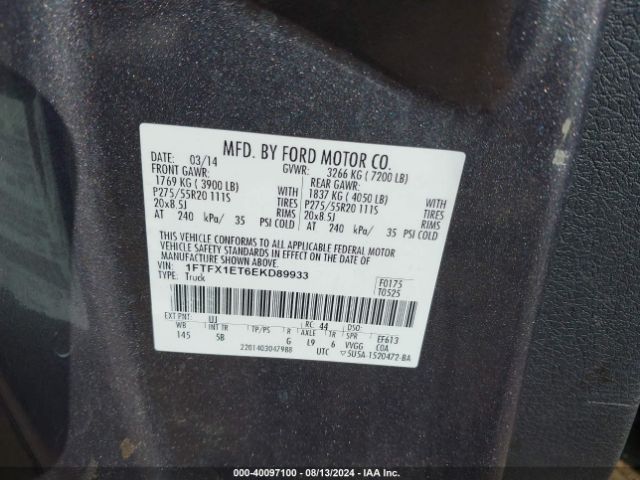 MFD. BY FORD MOTOR CO.
DATE: 03/14 GVWR: 3266 KG ( 7200 LB)
FRONT GAWR: REAR GAWR:
1769 KG ( 3900 LB) WITH 1837 KG ( 4050 LB) WITH
P275/55R20 111S TIRES P275/55R20 111S TIRES
20x8.5J RIMS 20x8.5J RIMS
AT 240 kPa/ 35 PSI COLD AT 240 kPa/ 35 PSI COLD
THIS VEHICLE CONFORMS TO ALL APPLICABLE FEDERAL MOTOR
VEHICLE SAFETY STANDARDS IN EFFECT ON THE DATE OF
MANUFACTURE SHOWN ABOVE.
VIN: 1FTFX1ET6EKD89933 F0175
TYPE: Truck T0525
EXT PNT: UJ RC: 44 DSO:
WB INT TR TP/PS R AXLE TR SPR EF613
145 SB G L9 6 VVGG COA
2201403047988 UTC ▽5U5A-1520472-BA
000-40097100 - 08/13/2024 - IAA Inc.